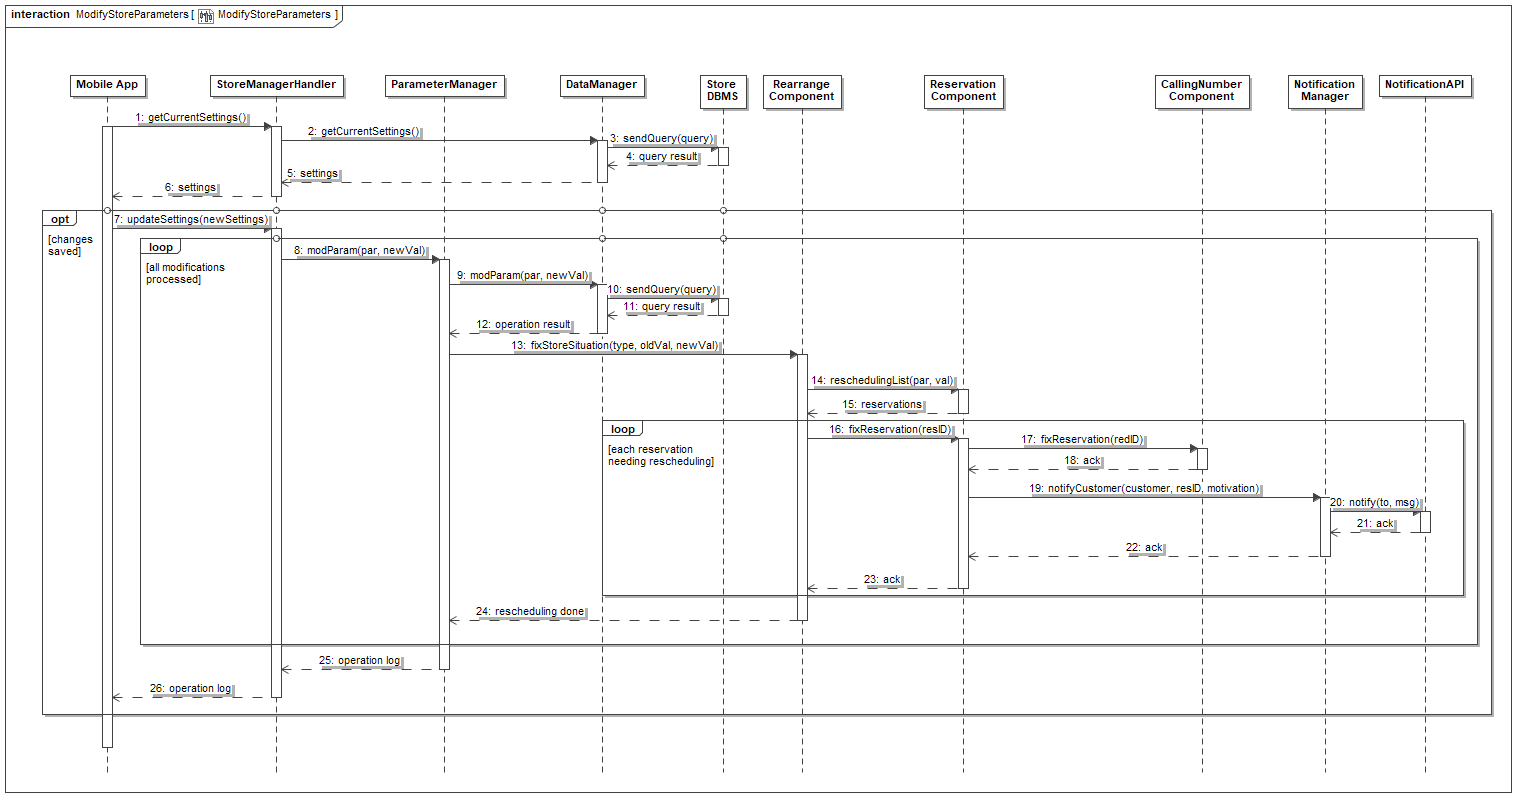 interaction ModifyStoreParameters [ ModifyStoreParameters ]
Mobile App
StoreManagerHandler
ParameterManager
DataManager
Store
DBMS
Rearrange
Component
Reservation
Component
CallingNumber
Component
Notification
Manager
NotificationAPI
1: getCurrentSettings()
2: getCurrentSettings()
3: sendQuery(query)
4: query result
5: settings
6: settings
opt
7: updateSettings(newSettings)
[changes
saved]
loop
[all modifications
processed]
8: modParam(par, newVal)
9: modParam(par, newVal)
10: sendQuery(query)
11: query result
12: operation result
13: fixStoreSituation(type, oldVal, newVal)
14: reschedulingList(par, val)
15: reservations
loop
[each reservation
needing rescheduling]
16: fixReservation(resID)
17: fixReservation(redID)
18: ack
19: notifyCustomer(customer, resID, motivation)
20: notify(to, msg)
21: ack
22: ack
23: ack
24: rescheduling done
25: operation log
26: operation log